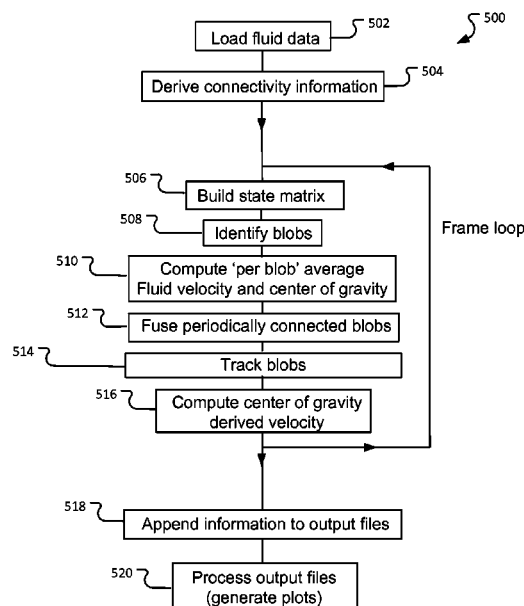 502
500
Load fluid data
504
Derive connectivity information
506
Build state matrix
508
Identify blobs
Frame loop
510
Compute ‘per blob’ average
Fluid velocity and center of gravity
512
Fuse periodically connected blobs
514
Track blobs
516
Compute center of gravity
derived velocity
518
Append information to output files
520
Process output files
(generate plots)